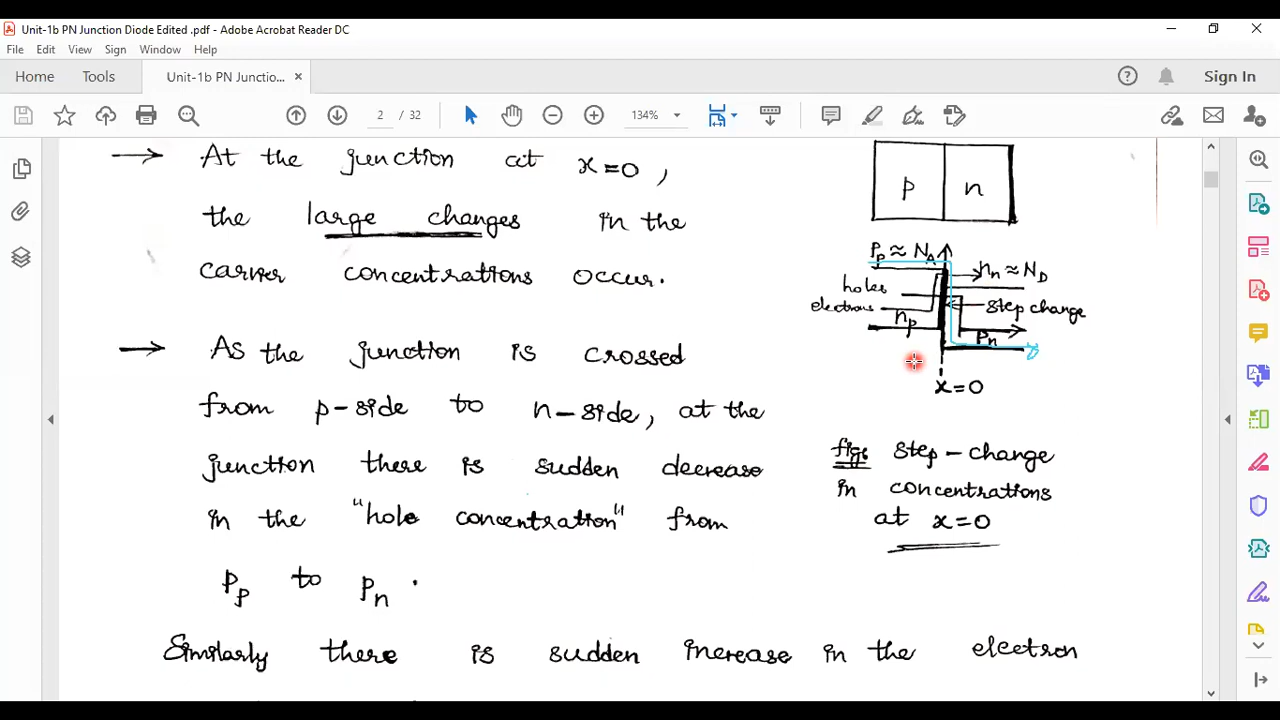 Unit-1b PN Junction Diode Edited .pdf - Adobe Acrobat Reader DC
File Edit View Sign Window Help
Home Tools Unit-1b PN Junctio... × Sign In
2 / 32 134%
→ At the junction at x=0,
the large changes in the
carrier concentrations occur.
→ As the junction is crossed
from p-side to n-side, at the
junction there is sudden decrease
in the "hole concentration" from
Pp to Pn .
Similarly there is sudden increase in the electron
p n
Pp ≈ NA
nn ≈ ND
holes
electrons
step change
np
Pn
x=0
fig: Step-change
in concentrations
at x=0